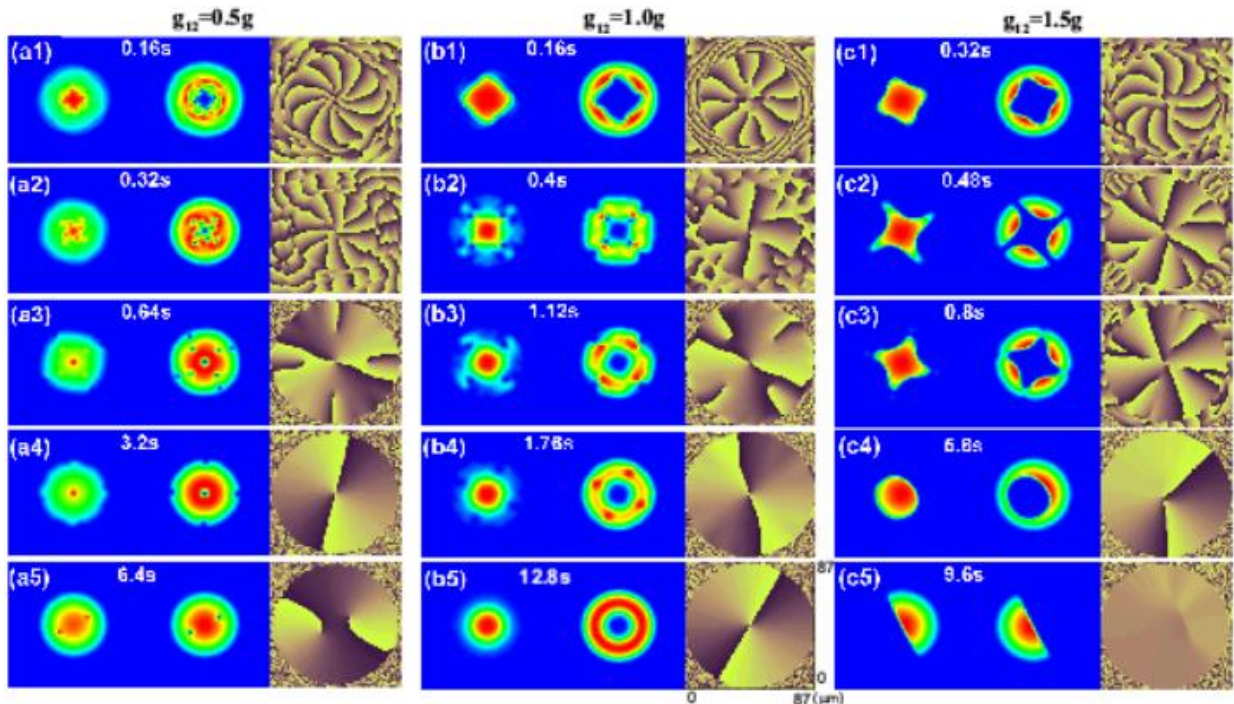 g₁₂=0.5g g₁₂=1.0g g₁₂=1.5g
(a1) 0.16s (b1) 0.16s (c1) 0.32s
(a2) 0.32s (b2) 0.4s (c2) 0.48s
(a3) 0.64s (b3) 1.12s (c3) 0.8s
(a4) 3.2s (b4) 1.76s (c4) 5.6s
(a5) 6.4s (b5) 12.8s 87 (c5) 9.6s
0
0 87(μm)